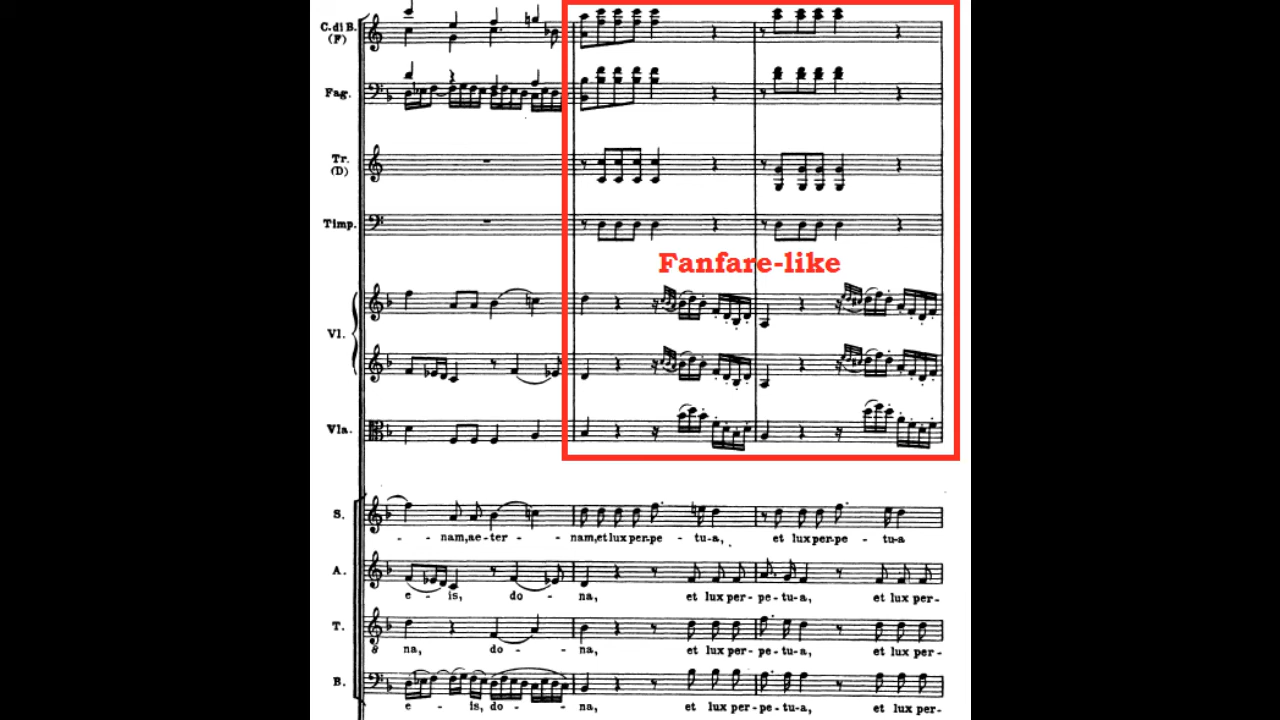 C. di B.
(F)
Fag.
Tr.
(D)
Timp.
Fanfare-like
Vl.
Vla.
S.
- - nam, ae - ter - - nam, et lux per-pe - tu-a, et lux per-pe - tu-a
A.
e - is, do - - na, et lux per - pe - tu-a, et lux per-
T.
8 na, do - - na, et lux per - pe - tu-a, et lux per-
B.
e - is, do - - na, et lux per - pe - tu-a, et lux per-